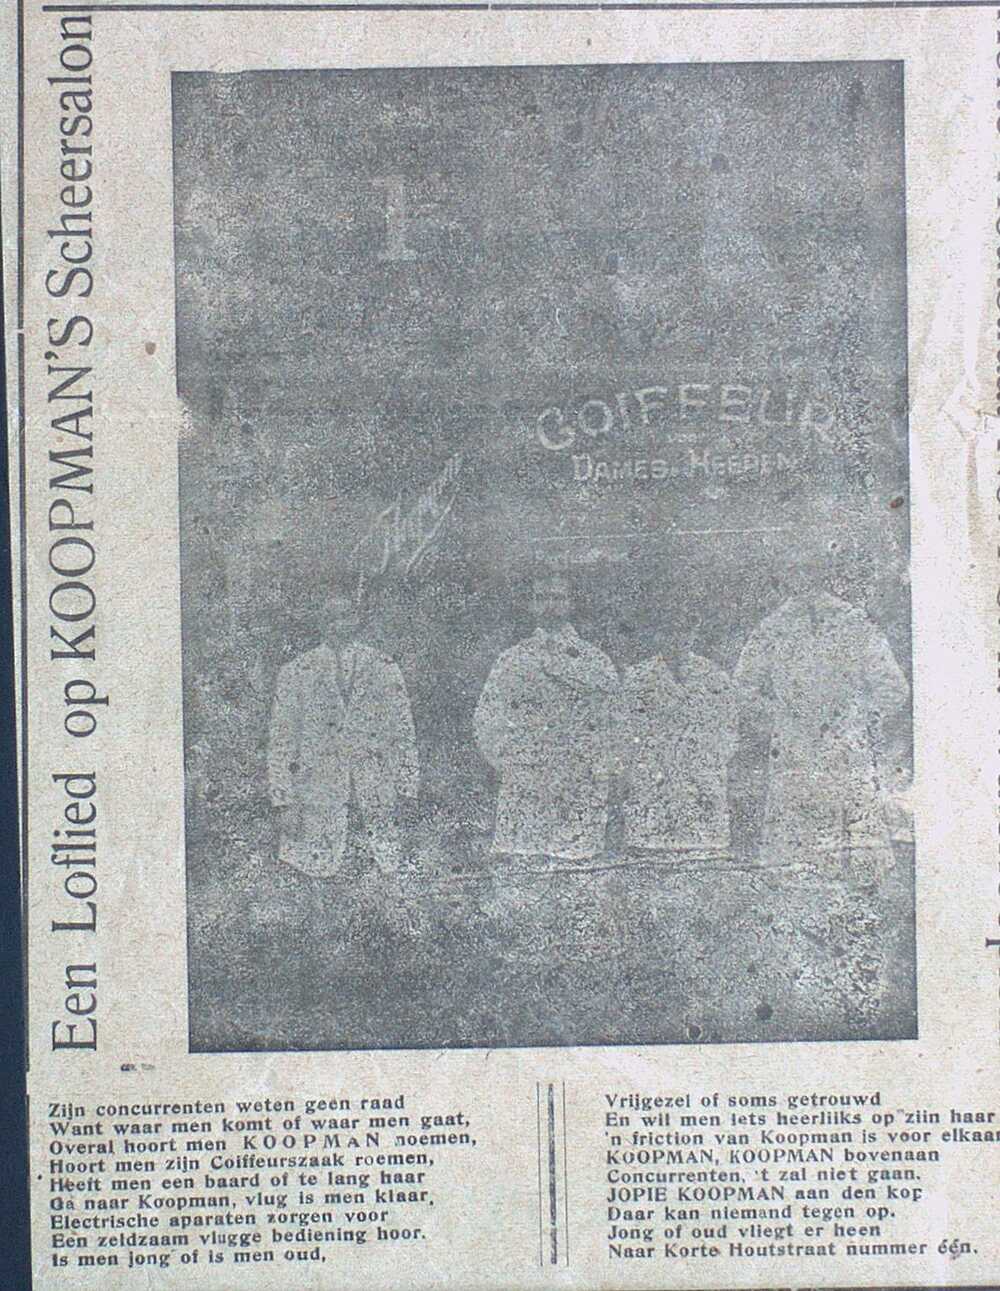 Een Loflied op KOOPMAN'S Scheersalon
1
COIFFEUR
VOOR
DAMES & HEEREN
Zijn concurrenten weten geen raad
Want waar men komt of waar men gaat,
Overal hoort men KOOPMAN noemen,
Hoort men zijn Coiffeurszaak roemen,
Heeft men een baard of te lang haar
Ga naar Koopman, vlug is men klaar,
Electrische aparaten zorgen voor
Een zeldzaam vlugge bediening hoor.
Is men jong of is men oud,
Vrijgezel of soms getrouwd
En wil men iets heerlijks op zijn haar
'n friction van Koopman is voor elkaar
KOOPMAN, KOOPMAN bovenaan
Concurrenten, 't zal niet gaan.
JOPIE KOOPMAN aan den kop
Daar kan niemand tegen op.
Jong of oud vliegt er heen
Naar Korte Houtstraat nummer één.